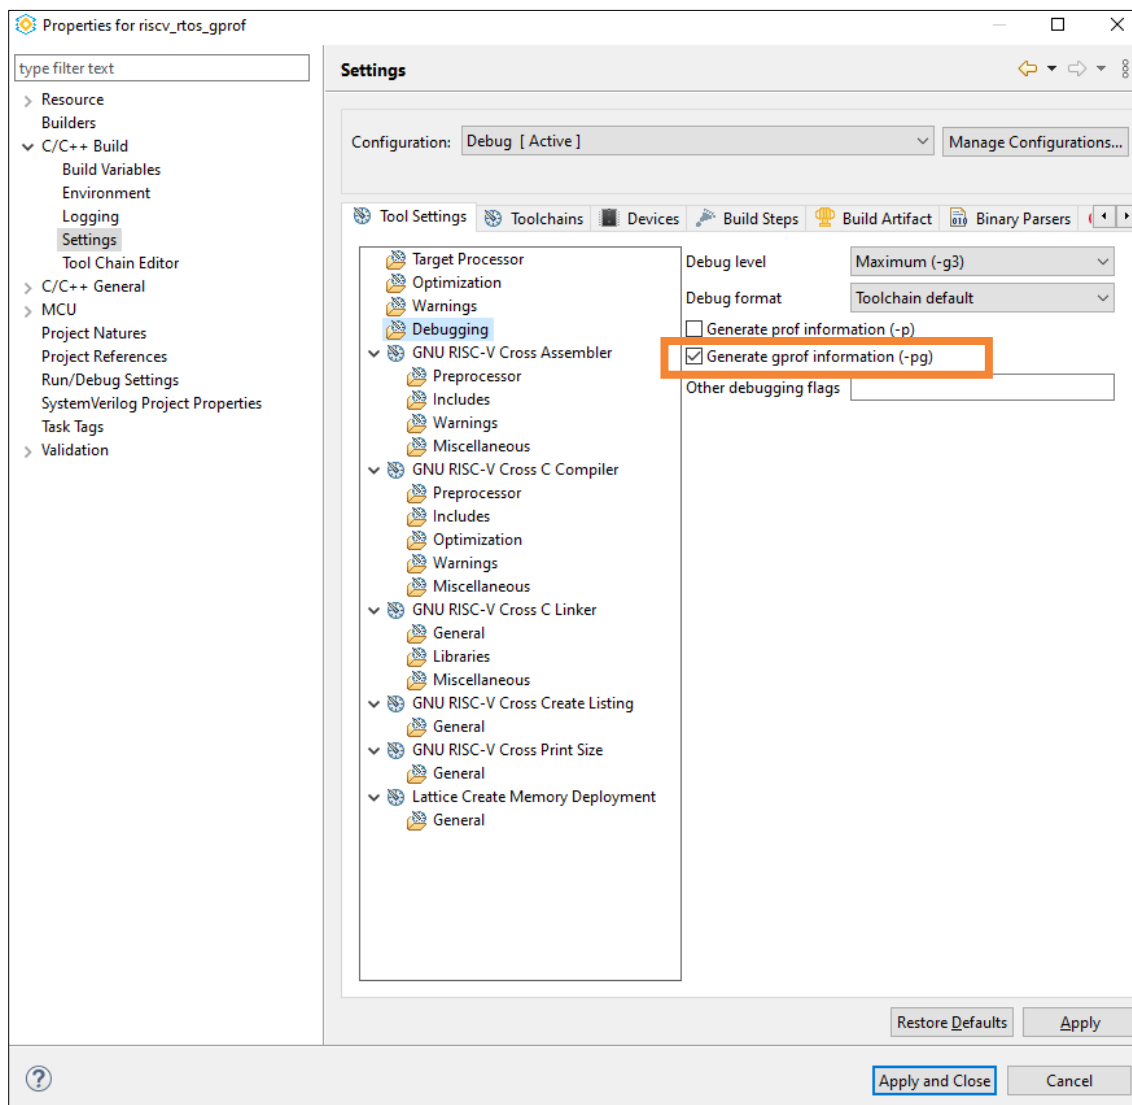 Properties for riscv_rtos_gprof
type filter text
Resource
Builders
C/C++ Build
Build Variables
Environment
Logging
Settings
Tool Chain Editor
C/C++ General
MCU
Project Natures
Project References
Run/Debug Settings
SystemVerilog Project Properties
Task Tags
Validation
Settings
Configuration: Debug [ Active ] Manage Configurations...
Tool Settings Toolchains Devices Build Steps Build Artifact 010 Binary Parsers
Target Processor
Optimization
Warnings
Debugging
GNU RISC-V Cross Assembler
Preprocessor
Includes
Warnings
Miscellaneous
GNU RISC-V Cross C Compiler
Preprocessor
Includes
Optimization
Warnings
Miscellaneous
GNU RISC-V Cross C Linker
General
Libraries
Miscellaneous
GNU RISC-V Cross Create Listing
General
GNU RISC-V Cross Print Size
General
Lattice Create Memory Deployment
General
Debug level Maximum (-g3)
Debug format Toolchain default
Generate prof information (-p)
Generate gprof information (-pg)
Other debugging flags
Restore Defaults Apply
? Apply and Close Cancel